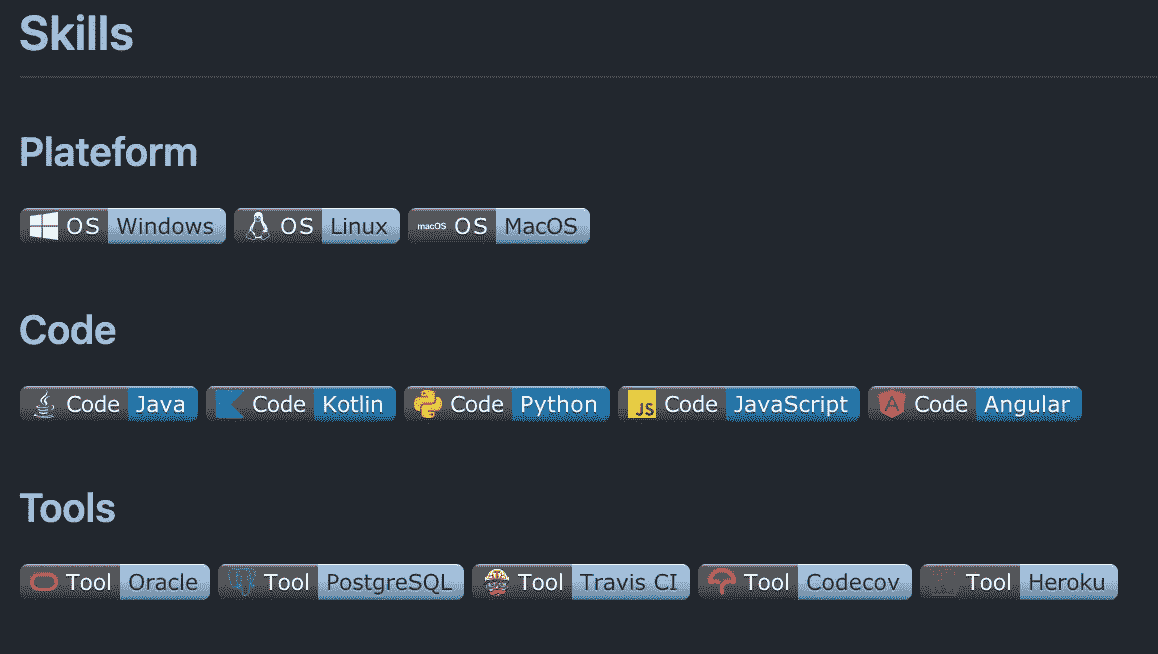 Skills
Plateform
OS Windows OS Linux macOS OS MacOS
Code
Code Java Code Kotlin Code Python JS Code JavaScript A Code Angular
Tools
Tool Oracle Tool PostgreSQL Tool Travis CI Tool Codecov Tool Heroku